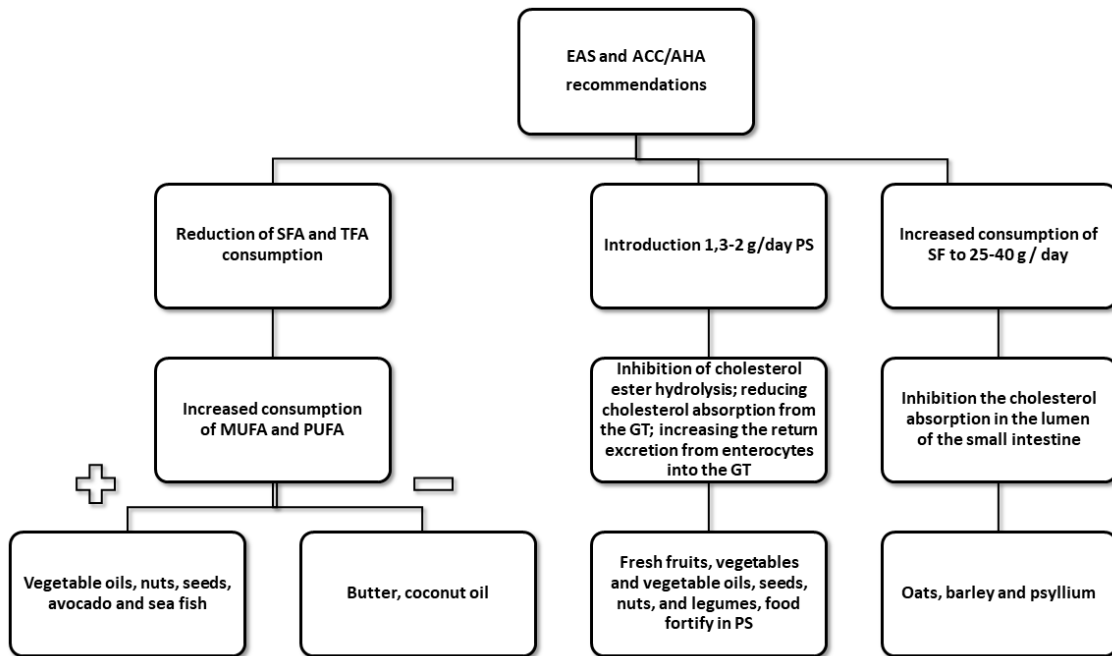 EAS and ACC/AHA
recommendations
Reduction of SFA and TFA
consumption
Introduction 1,3-2 g/day PS
Increased consumption of
SF to 25-40 g / day
Increased consumption
of MUFA and PUFA
Inhibition of cholesterol
ester hydrolysis; reducing
cholesterol absorption from
the GT; increasing the return
excretion from enterocytes
into the GT
Inhibition the cholesterol
absorption in the lumen
of the small intestine
+
−
Vegetable oils, nuts, seeds,
avocado and sea fish
Butter, coconut oil
Fresh fruits, vegetables
and vegetable oils, seeds,
nuts, and legumes, food
fortify in PS
Oats, barley and psyllium